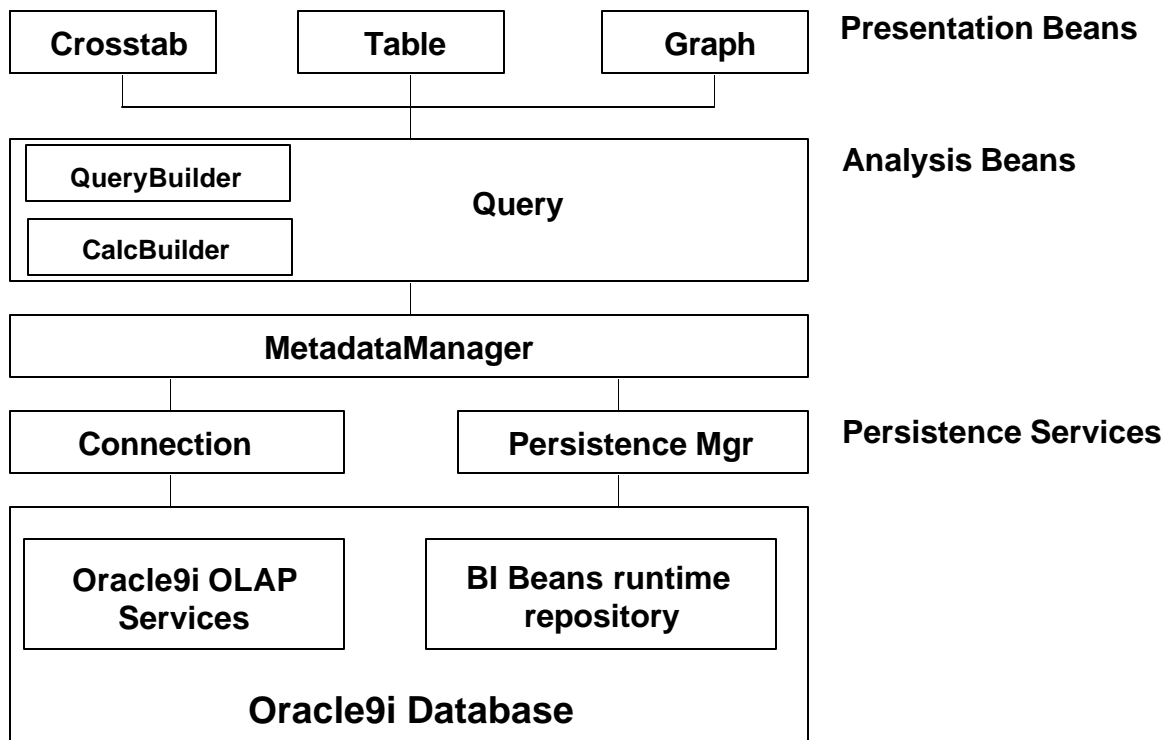 Crosstab
Table
Graph
Presentation Beans
QueryBuilder
Query
CalcBuilder
Analysis Beans
MetadataManager
Connection
Persistence Mgr
Persistence Services
Oracle9i OLAP
Services
BI Beans runtime
repository
Oracle9i Database